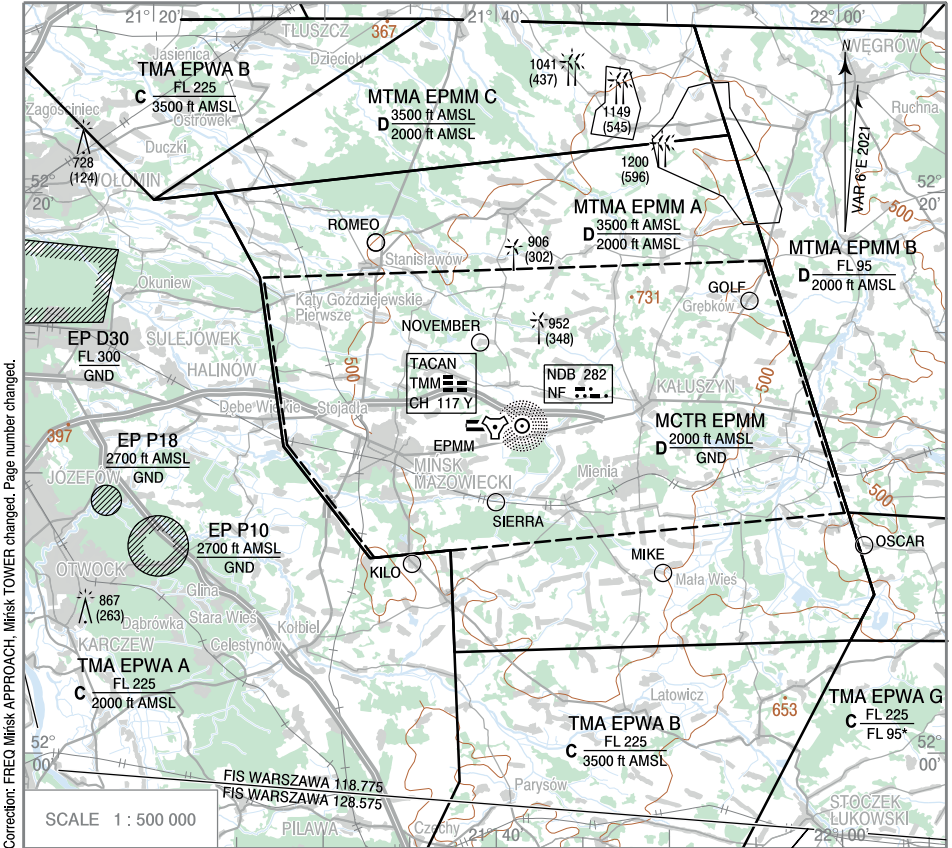 21° 20'
21° 40'
22° 00'
TŁUSZCZ
367
WĘGRÓW
N
Jasienica
Dzięcioły
TMA EPWA B
C FL 225
3500 ft AMSL
Ostrówek
Zagościniec
Duczki
728
(124)
WOŁOMIN
MTMA EPMM C
D 3500 ft AMSL
2000 ft AMSL
1041
(437)
1149
(545)
1200
(596)
Ruchna
VAR 6°E 2021
52°
20'
52°
20'
500
ROMEO
Stanisławów
906
(302)
MTMA EPMM A
D 3500 ft AMSL
2000 ft AMSL
MTMA EPMM B
D FL 95
2000 ft AMSL
Okuniew
EP D30
FL 300
GND
SULEJÓWEK
HALINÓW
Kąty Goździejewskie
Pierwsze
731
GOLF
Grębków
NOVEMBER
952
(348)
500
TACAN
TMM
CH 117 Y
NDB 282
NF
KAŁUSZYN
500
Dębe Wielkie
Stojadła
EPMM
MCTR EPMM
D 2000 ft AMSL
GND
397
EP P18
2700 ft AMSL
GND
JÓZEFÓW
MIŃSK
MAZOWIECKI
Mienia
500
SIERRA
EP P10
2700 ft AMSL
GND
OTWOCK
KILO
MIKE
Mała Wieś
OSCAR
Glina
867
(263)
Dąbrówka
Stara Wieś
Kołbiel
KARCZEW
Celestynów
TMA EPWA A
C FL 225
2000 ft AMSL
Latowicz
653
TMA EPWA B
C FL 225
3500 ft AMSL
TMA EPWA G
C FL 225
FL 95*
52°
00'
52°
00'
FIS WARSZAWA 118.775
FIS WARSZAWA 128.575
Parysów
STOCZEK
ŁUKOWSKI
SCALE 1 : 500 000
PILAWA
Czechy
21° 40'
22° 00'
Correction: FREQ Mińsk APPROACH, Mińsk TOWER changed. Page number changed.